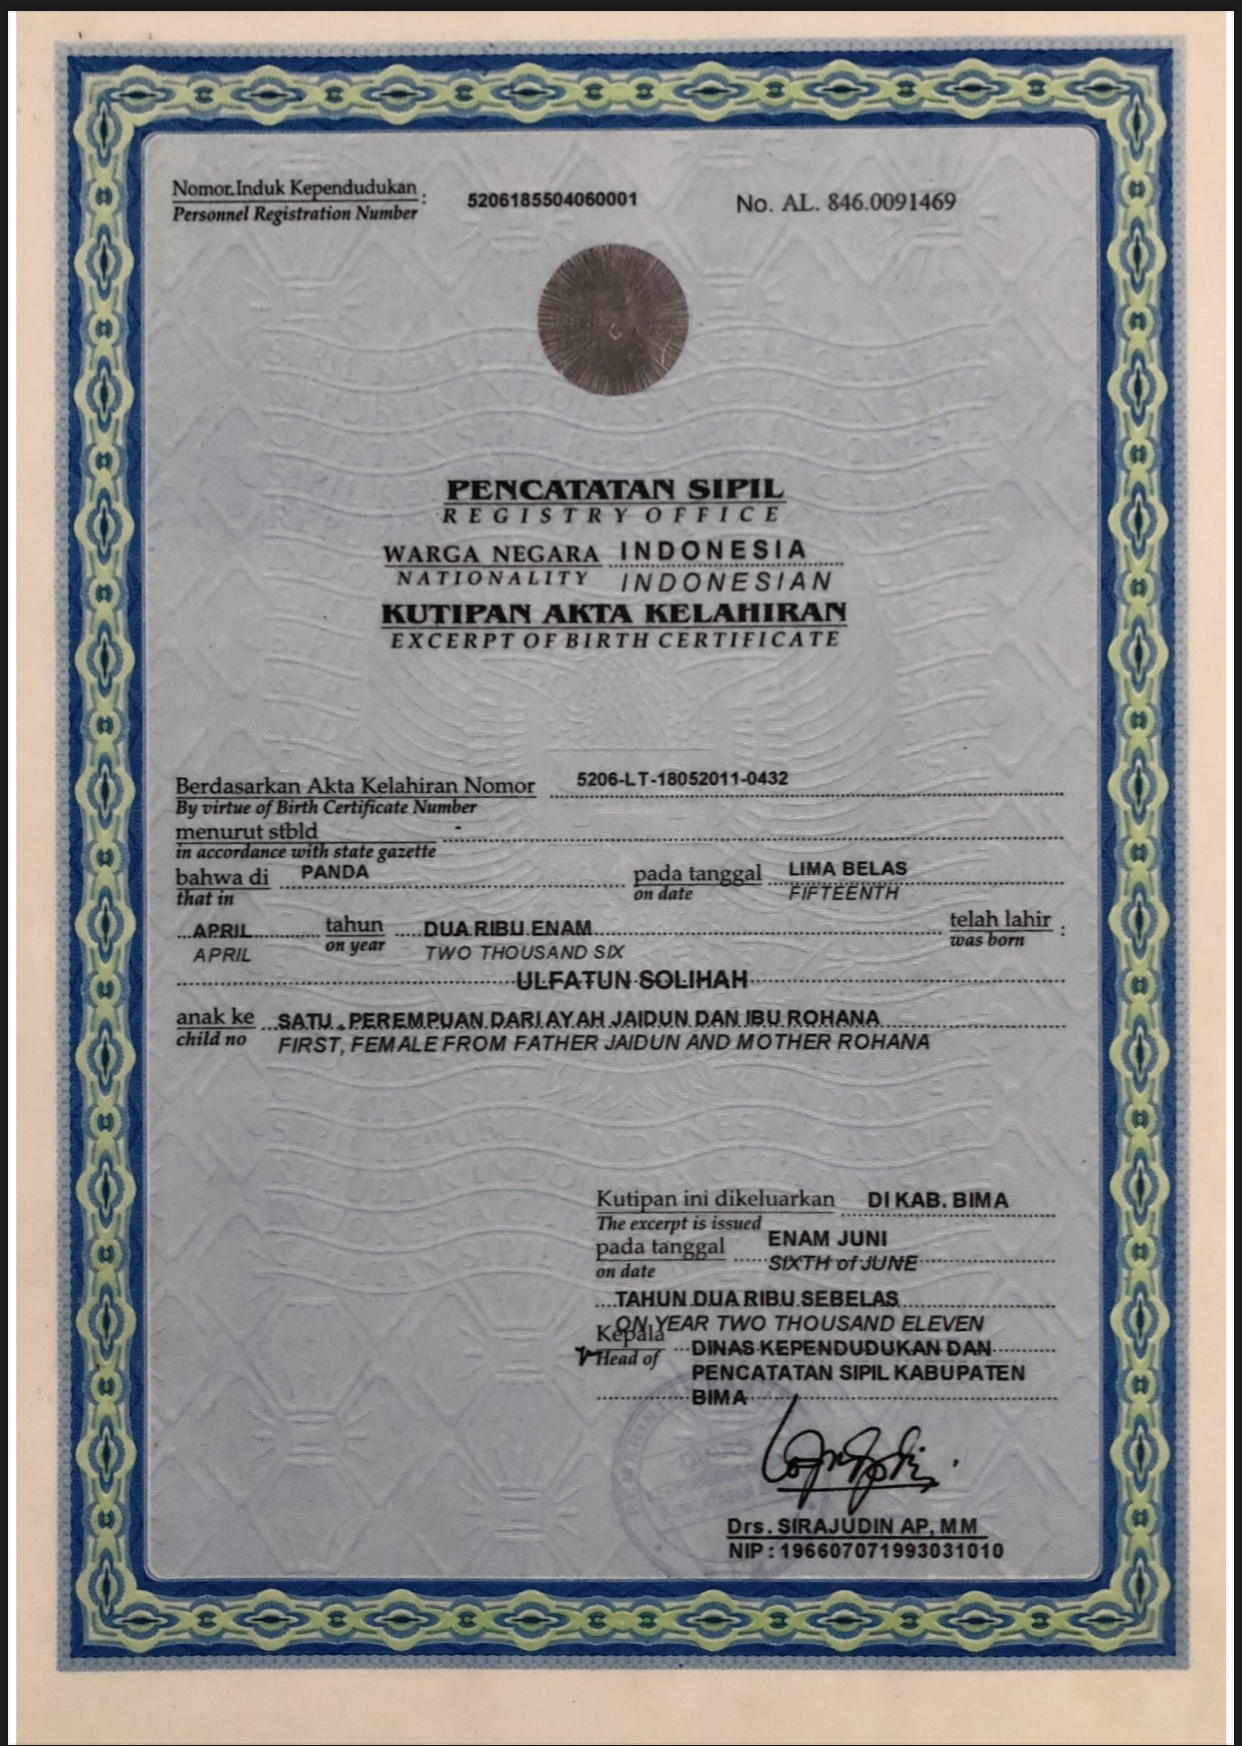 Nomor Induk Kependudukan : 5206185504060001 No. AL. 846.0091469
Personnel Registration Number
PENCATATAN SIPIL
REGISTRY OFFICE
WARGA NEGARA INDONESIA
NATIONALITY INDONESIAN
KUTIPAN AKTA KELAHIRAN
EXCERPT OF BIRTH CERTIFICATE
Berdasarkan Akta Kelahiran Nomor 5206-LT-18052011-0432
By virtue of Birth Certificate Number
menurut stbld -
in accordance with state gazette
bahwa di PANDA pada tanggal LIMA BELAS
that in on date FIFTEENTH
APRIL tahun DUA RIBU ENAM telah lahir :
APRIL on year TWO THOUSAND SIX was born
ULFATUN SOLIHAH
anak ke SATU, PEREMPUAN DARI AYAH JAIDUN DAN IBU ROHANA
child no FIRST, FEMALE FROM FATHER JAIDUN AND MOTHER ROHANA
Kutipan ini dikeluarkan DI KAB. BIMA
The excerpt is issued
pada tanggal ENAM JUNI
on date SIXTH of JUNE
TAHUN DUA RIBU SEBELAS
ON YEAR TWO THOUSAND ELEVEN
Kepala DINAS KEPENDUDUKAN DAN
Head of PENCATATAN SIPIL KABUPATEN
BIMA
Drs. SIRAJUDIN AP, MM
NIP : 196607071993031010